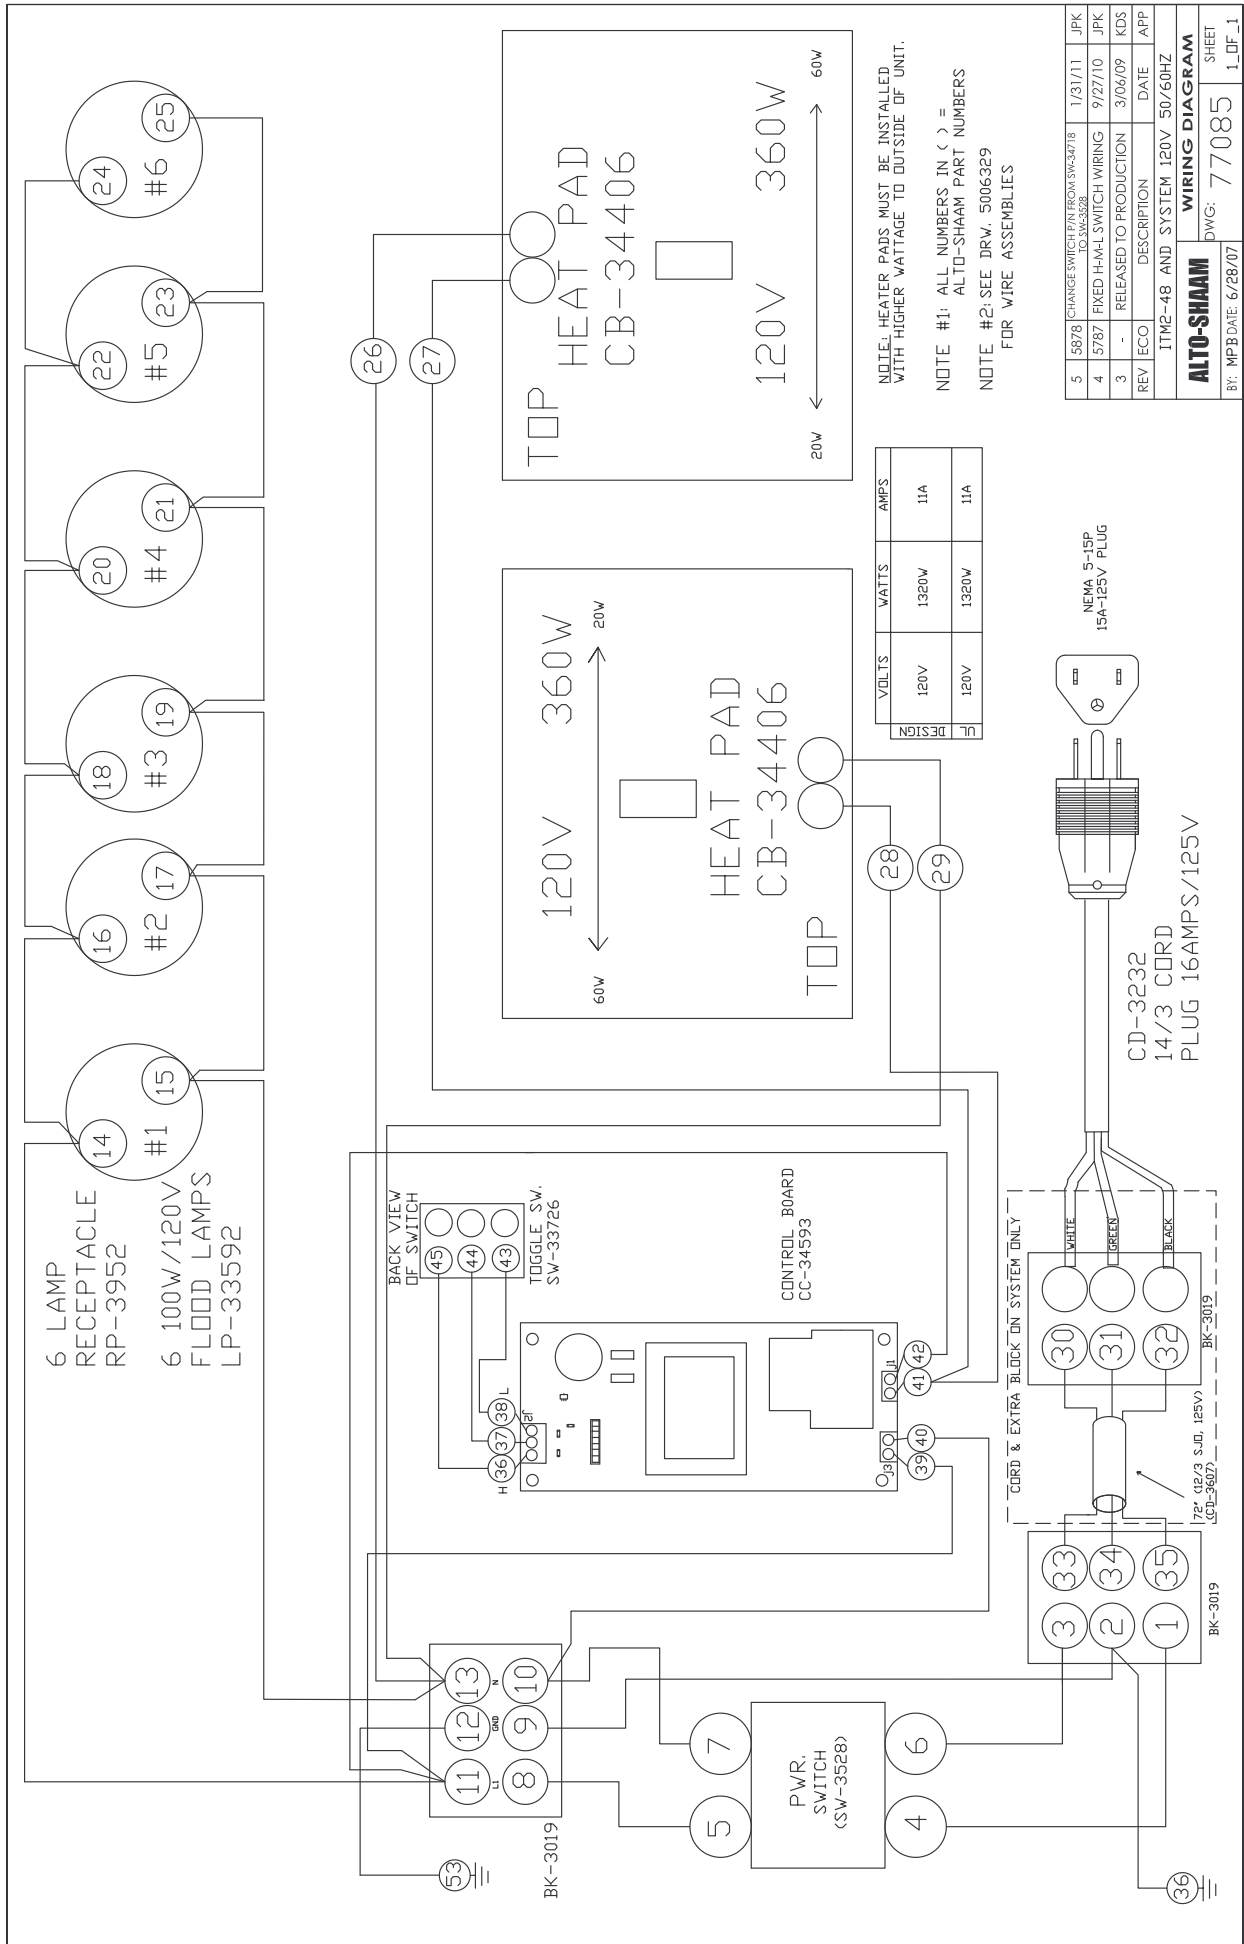 6 LAMP
RECEPTACLE
RP-3952
6 100W/120V
FLOOD LAMPS
LP-33592
14
15
#1
16
17
#2
18
19
#3
20
21
#4
22
23
#5
24
25
#6
26
27
BACK VIEW
OF SWITCH
45
44
43
TOGGLE SW.
SW-33726
CONTROL BOARD
CC-34593
H
36
37
38
L
J2
J3
39
40
J1
41
42
120V 360W
60W
20W
HEAT PAD
CB-34406
TOP
28
29
TOP
HEAT PAD
CB-34406
120V 360W
20W
60W
11
12
13
L1
GND
N
8
9
10
BK-3019
53
5
7
PWR.
SWITCH
(SW-3528)
4
6
36
3
33
2
34
1
35
BK-3019
CORD & EXTRA BLOCK ON SYSTEM ONLY
72" (12/3 SJO, 125V)
(CD-3607)
30
31
32
BK-3019
WHITE
GREEN
BLACK
CD-3232
14/3 CORD
PLUG 16AMPS/125V
NEMA 5-15P
15A-125V PLUG
VOLTS WATTS AMPS
DESIGN 120V 1320W 11A
UL 120V 1320W 11A
NOTE: HEATER PADS MUST BE INSTALLED
WITH HIGHER WATTAGE TO OUTSIDE OF UNIT.
NOTE #1: ALL NUMBERS IN ( ) =
ALTO-SHAAM PART NUMBERS
NOTE #2: SEE DRW. 5006329
FOR WIRE ASSEMBLIES
5 5878 CHANGE SWITCH P/N FROM SW-34718
TO SW-3528 1/31/11 JPK
4 5787 FIXED H-M-L SWITCH WIRING 9/27/10 JPK
3 - RELEASED TO PRODUCTION 3/06/09 KDS
REV ECO DESCRIPTION DATE APP
ITM2-48 AND SYSTEM 120V 50/60HZ
ALTO-SHAAM
WIRING DIAGRAM
BY: MPB DATE: 6/28/07
DWG: 77085
SHEET
1_OF_1